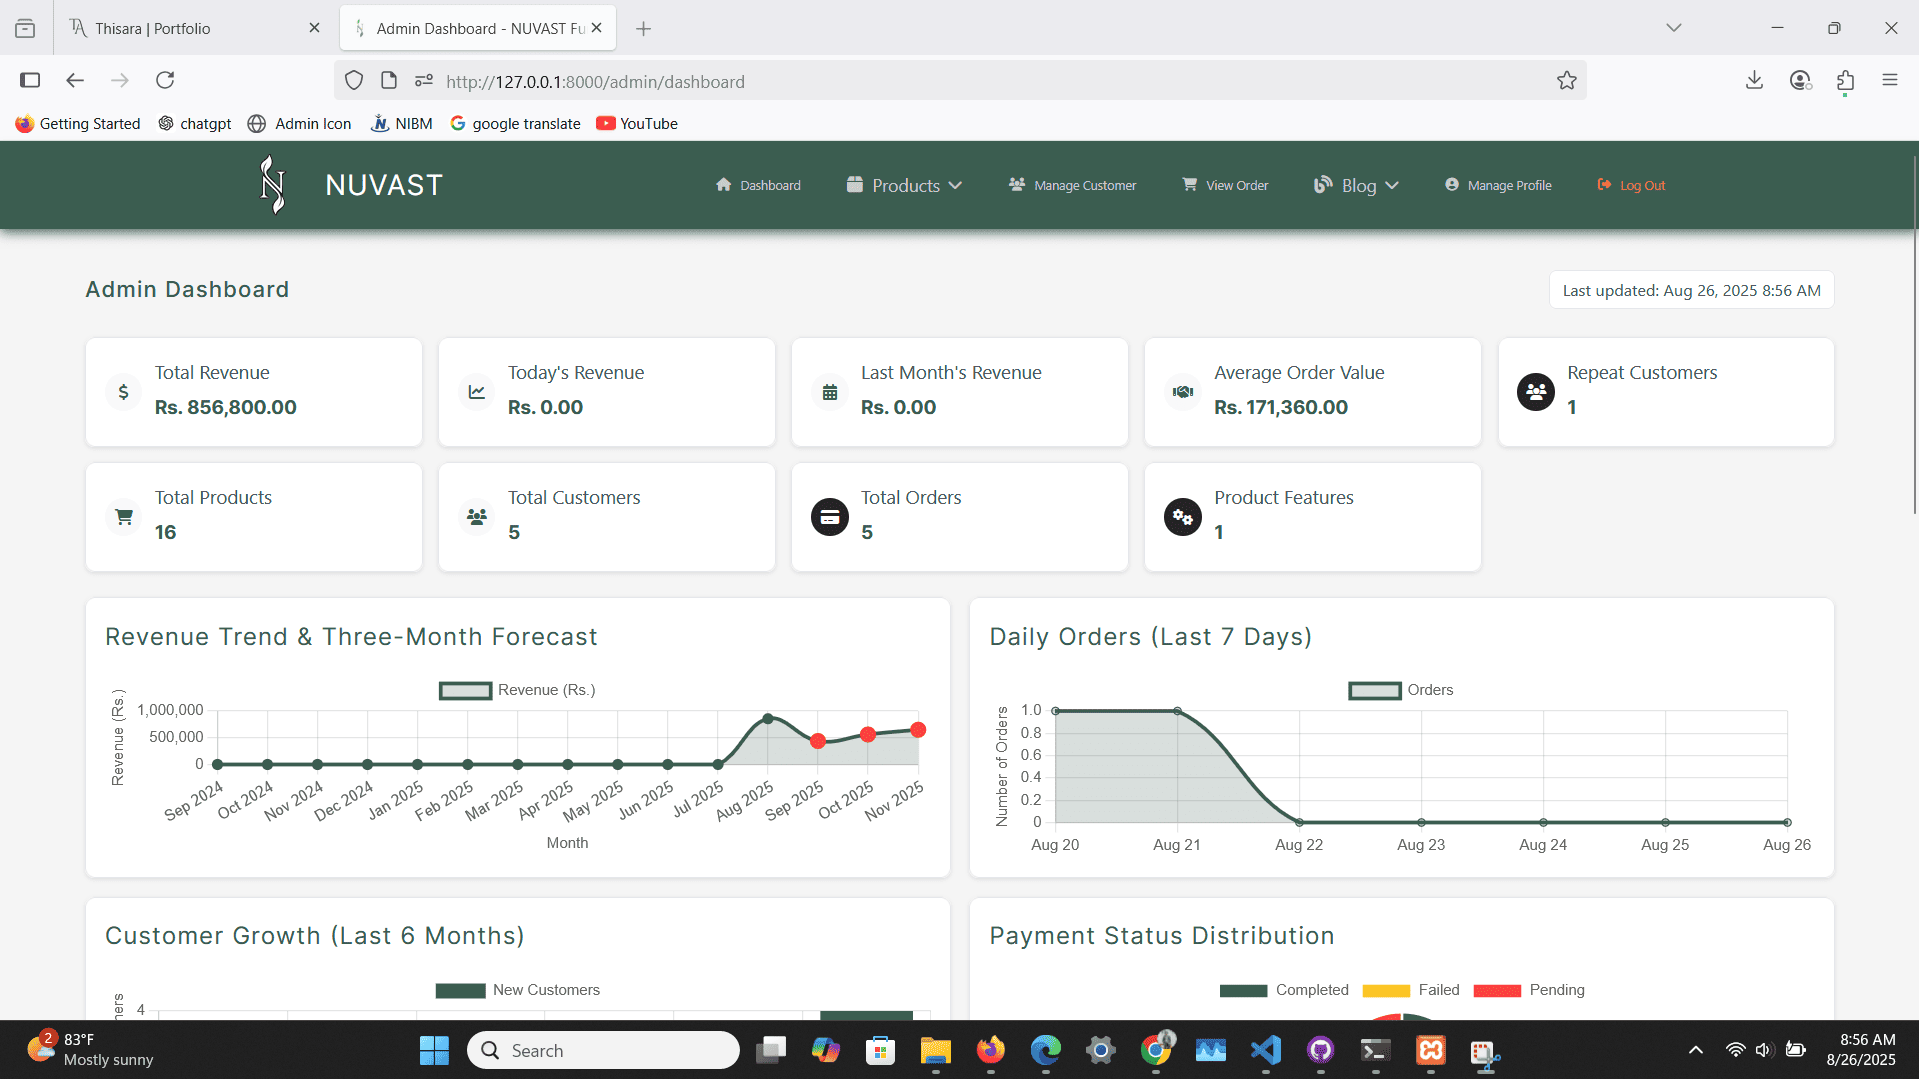 Thisara | Portfolio
Admin Dashboard - NUVAST Fu
http://127.0.0.1:8000/admin/dashboard
Getting Started chatgpt Admin Icon NIBM google translate YouTube
NUVAST Dashboard Products Manage Customer View Order Blog Manage Profile Log Out
Admin Dashboard
Last updated: Aug 26, 2025 8:56 AM
Total Revenue
Rs. 856,800.00
Today's Revenue
Rs. 0.00
Last Month's Revenue
Rs. 0.00
Average Order Value
Rs. 171,360.00
Repeat Customers
1
Total Products
16
Total Customers
5
Total Orders
5
Product Features
1
Revenue Trend & Three-Month Forecast
Revenue (Rs.)
Revenue (Rs.)
1,000,000
500,000
0
Sep 2024 Oct 2024 Nov 2024 Dec 2024 Jan 2025 Feb 2025 Mar 2025 Apr 2025 May 2025 Jun 2025 Jul 2025 Aug 2025 Sep 2025 Oct 2025 Nov 2025
Month
Daily Orders (Last 7 Days)
Orders
Number of Orders
1.0
0.8
0.6
0.4
0.2
0
Aug 20 Aug 21 Aug 22 Aug 23 Aug 24 Aug 25 Aug 26
Customer Growth (Last 6 Months)
New Customers
mers
4
Payment Status Distribution
Completed Failed Pending
2
83°F
Mostly sunny
Search
8:56 AM
8/26/2025